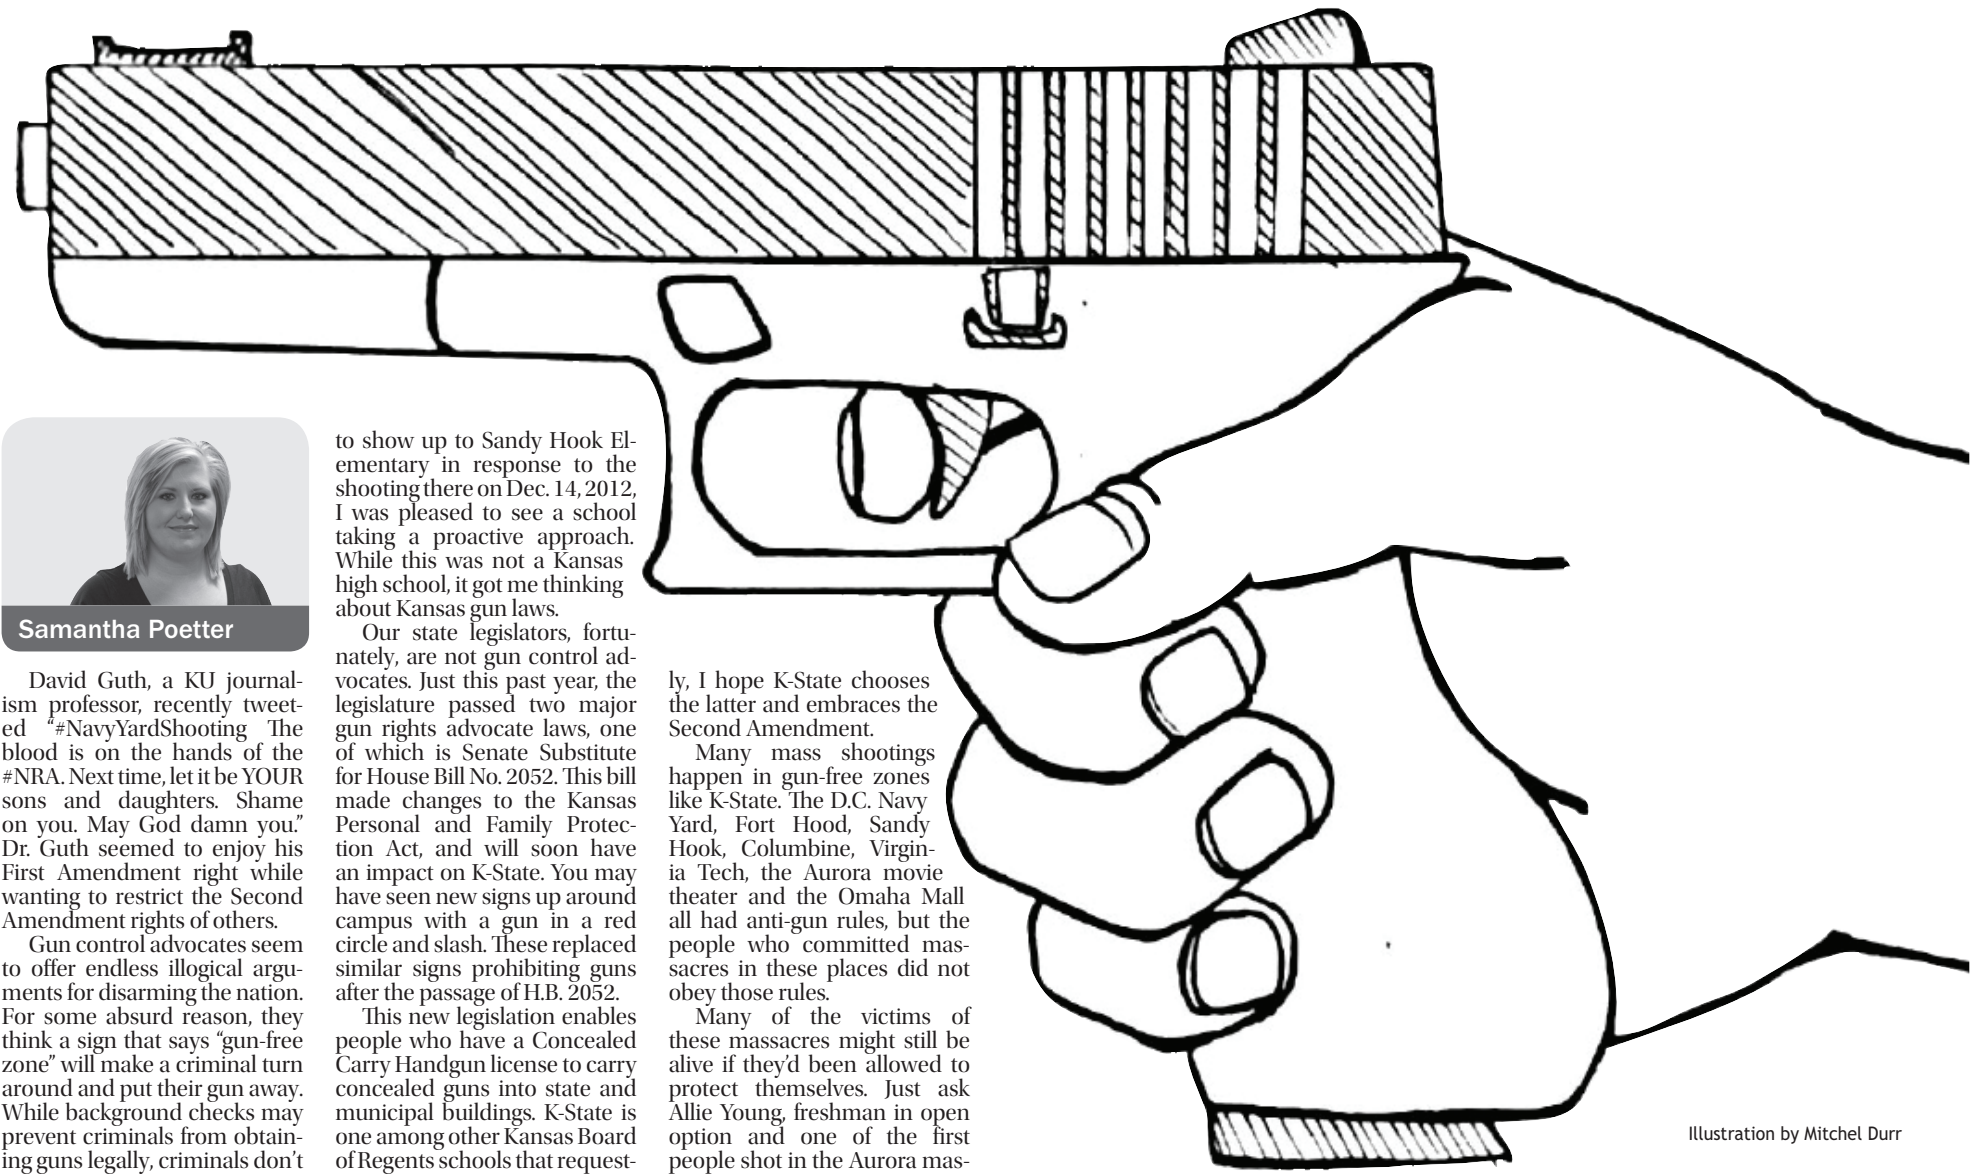 Samantha Poetter
David Guth, a KU journal-
ism professor, recently tweet-
ed “#NavyYardShooting The
blood is on the hands of the
#NRA. Next time, let it be YOUR
sons and daughters. Shame
on you. May God damn you.”
Dr. Guth seemed to enjoy his
First Amendment right while
wanting to restrict the Second
Amendment rights of others.
Gun control advocates seem
to offer endless illogical argu-
ments for disarming the nation.
For some absurd reason, they
think a sign that says “gun-free
zone” will make a criminal turn
around and put their gun away.
While background checks may
prevent criminals from obtain-
ing guns legally, criminals don’t
to show up to Sandy Hook El-
ementary in response to the
shooting there on Dec. 14, 2012,
I was pleased to see a school
taking a proactive approach.
While this was not a Kansas
high school, it got me thinking
about Kansas gun laws.
Our state legislators, fortu-
nately, are not gun control ad-
vocates. Just this past year, the
legislature passed two major
gun rights advocate laws, one
of which is Senate Substitute
for House Bill No. 2052. This bill
made changes to the Kansas
Personal and Family Protec-
tion Act, and will soon have
an impact on K-State. You may
have seen new signs up around
campus with a gun in a red
circle and slash. These replaced
similar signs prohibiting guns
after the passage of H.B. 2052.
This new legislation enables
people who have a Concealed
Carry Handgun license to carry
concealed guns into state and
municipal buildings. K-State is
one among other Kansas Board
of Regents schools that request-
ly, I hope K-State chooses
the latter and embraces the
Second Amendment.
Many mass shootings
happen in gun-free zones
like K-State. The D.C. Navy
Yard, Fort Hood, Sandy
Hook, Columbine, Virgin-
ia Tech, the Aurora movie
theater and the Omaha Mall
all had anti-gun rules, but the
people who committed mas-
sacres in these places did not
obey those rules.
Many of the victims of
these massacres might still be
alive if they’d been allowed to
protect themselves. Just ask
Allie Young, freshman in open
option and one of the first
people shot in the Aurora mas-
Illustration by Mitchel Durr